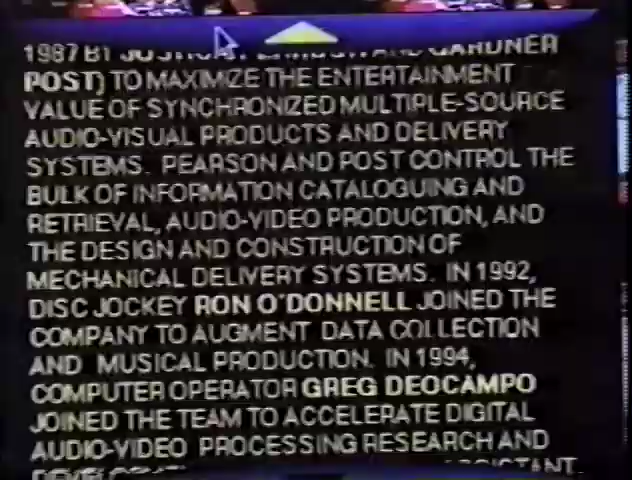 1987 BY
GARDNER
POST) TO MAXIMIZE THE ENTERTAINMENT
VALUE OF SYNCHRONIZED MULTIPLE-SOURCE
AUDIO-VISUAL PRODUCTS AND DELIVERY
SYSTEMS. PEARSON AND POST CONTROL THE
BULK OF INFORMATION CATALOGUING AND
RETRIEVAL, AUDIO-VIDEO PRODUCTION, AND
THE DESIGN AND CONSTRUCTION OF
MECHANICAL DELIVERY SYSTEMS. IN 1992,
DISC JOCKEY RON O'DONNELL JOINED THE
COMPANY TO AUGMENT DATA COLLECTION
AND MUSICAL PRODUCTION. IN 1994,
COMPUTER OPERATOR GREG DEOCAMPO
JOINED THE TEAM TO ACCELERATE DIGITAL
AUDIO-VIDEO PROCESSING RESEARCH AND